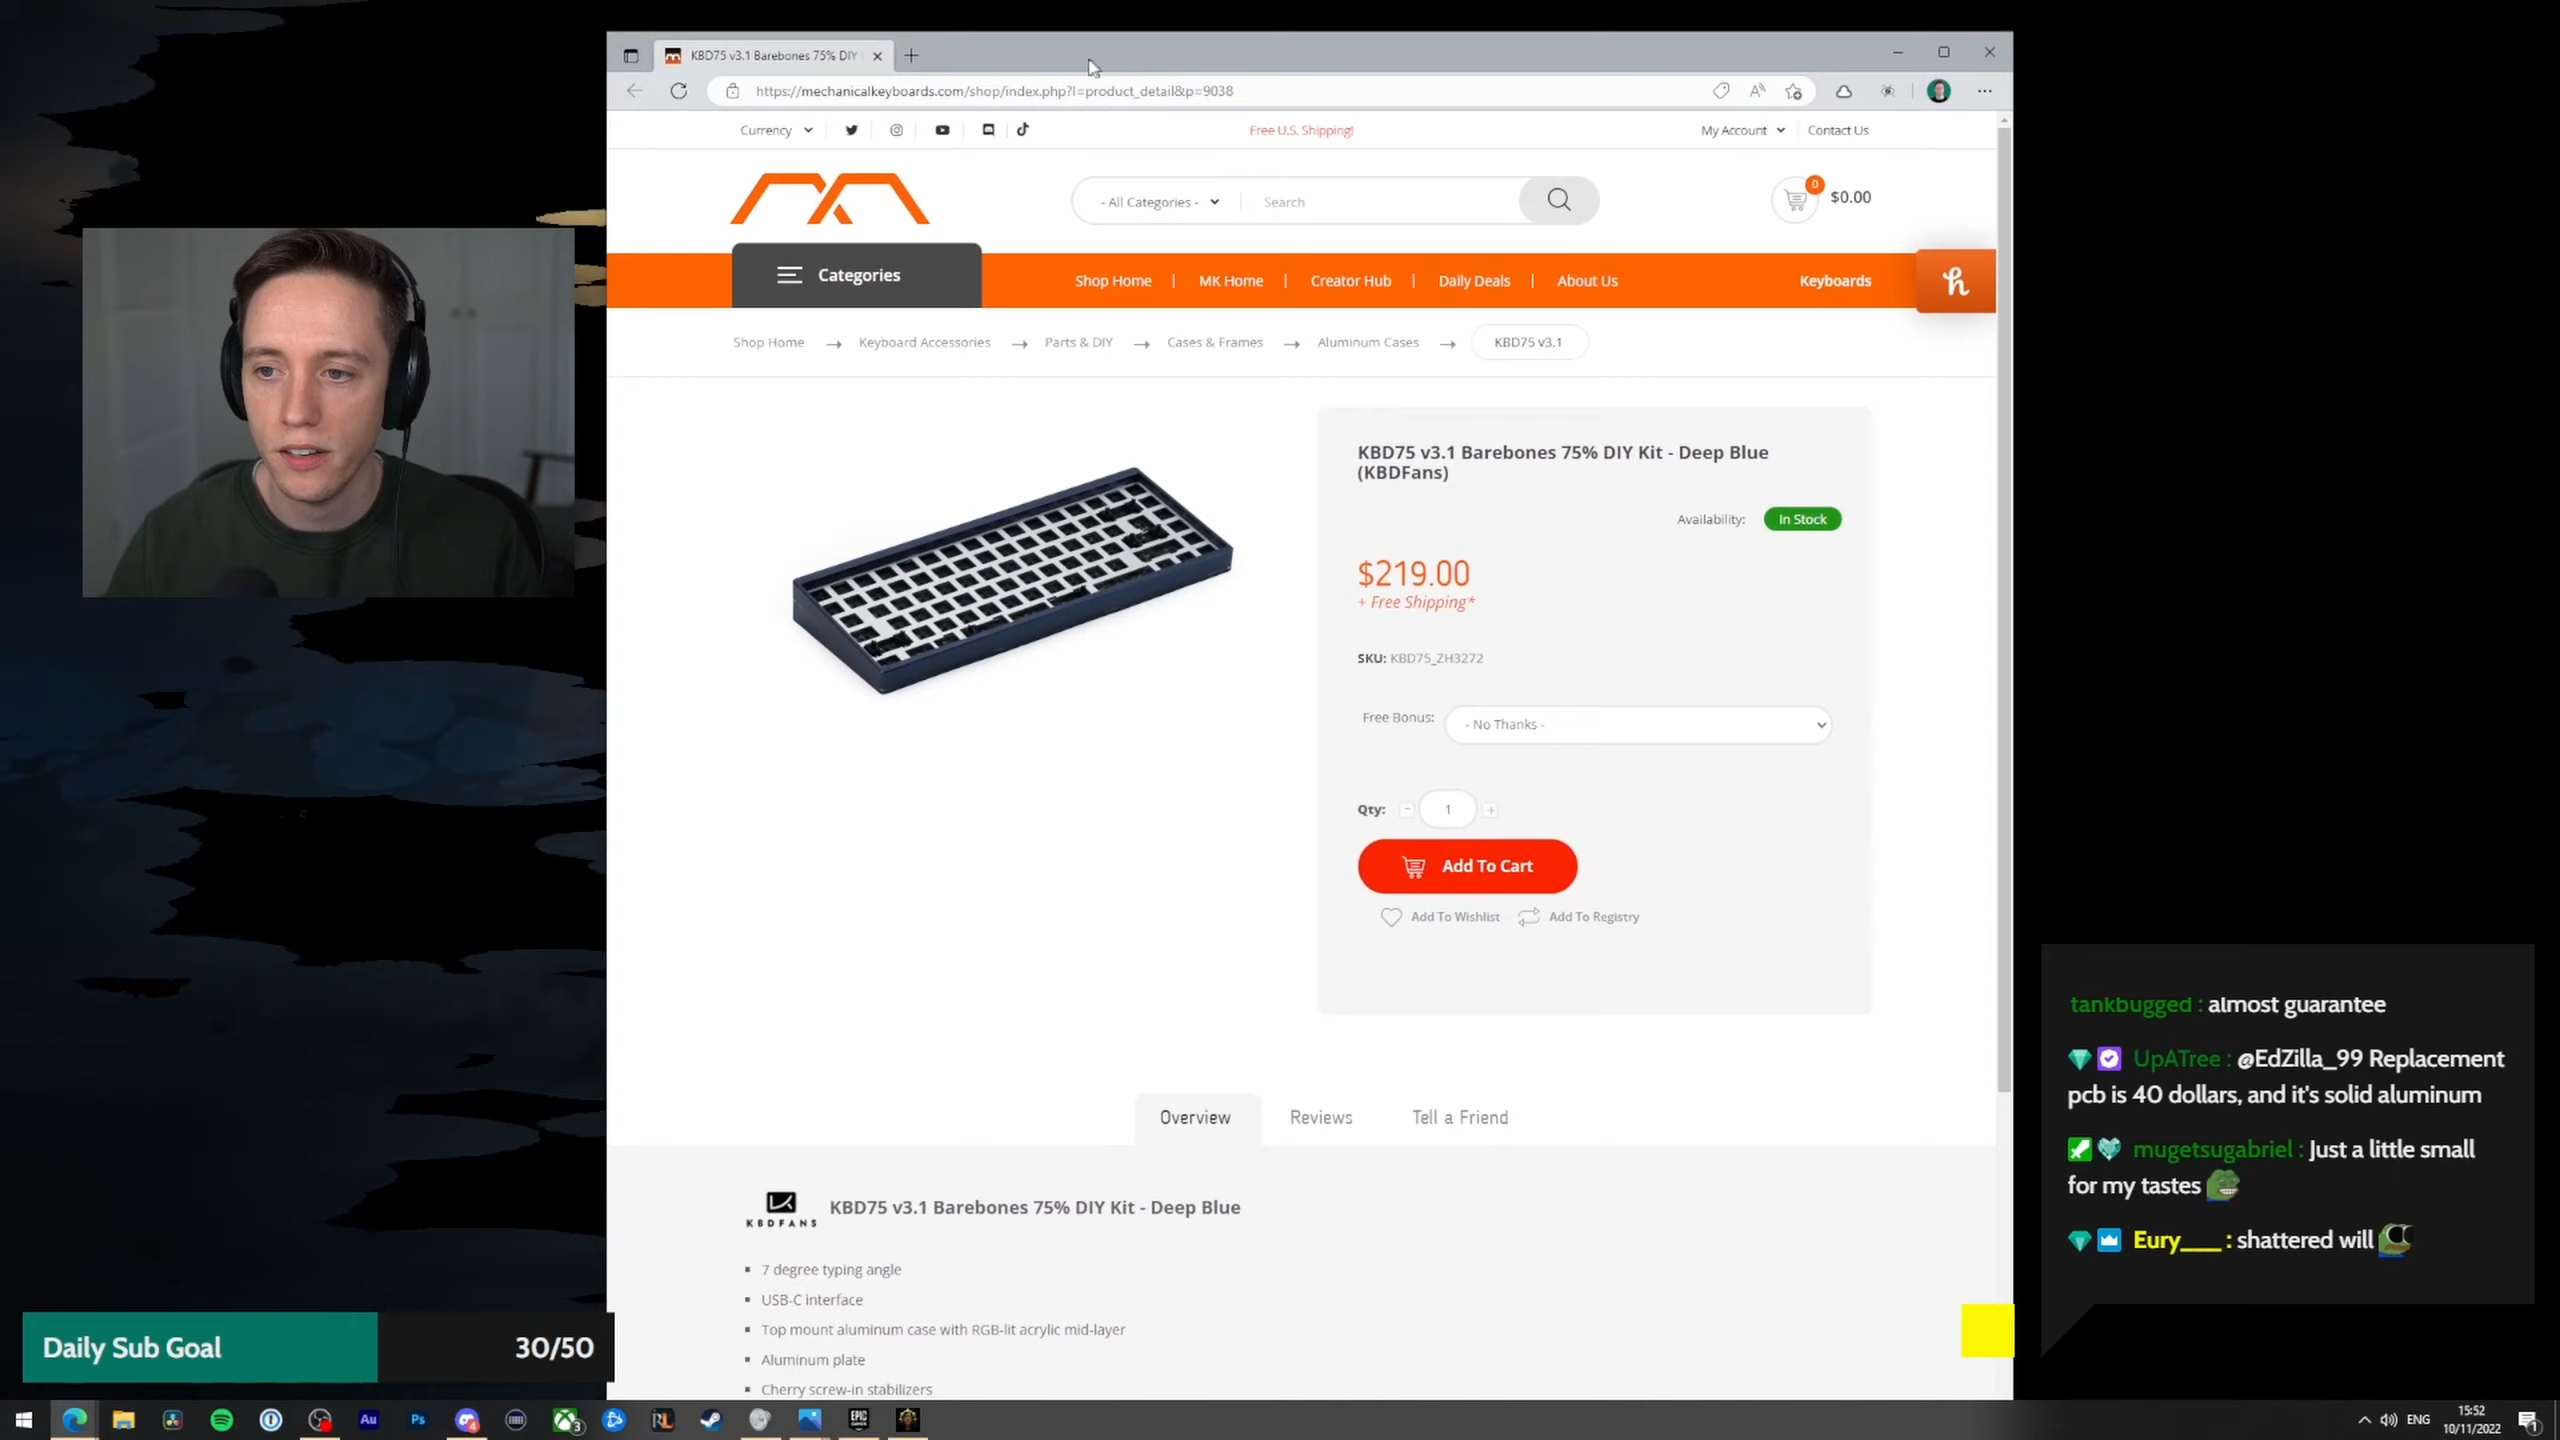 KBD75 v3.1 Barebones 75% DIY
https://mechanicalkeyboards.com/shop/index.php?l=product_detail&p=9038
Currency
Free U.S. Shipping!
My Account
Contact Us
- All Categories -
Search
0
$0.00
Categories
Shop Home
MK Home
Creator Hub
Daily Deals
About Us
Keyboards
h
Shop Home → Keyboard Accessories → Parts & DIY → Cases & Frames → Aluminum Cases → KBD75 v3.1
KBD75 v3.1 Barebones 75% DIY Kit - Deep Blue
(KBDFans)
Availability: In Stock
$219.00
+ Free Shipping*
SKU: KBD75_ZH3272
Free Bonus: - No Thanks -
Qty: - 1 +
Add To Cart
Add To Wishlist
Add To Registry
Overview
Reviews
Tell a Friend
KBDFANS
KBD75 v3.1 Barebones 75% DIY Kit - Deep Blue
▪ 7 degree typing angle
▪ USB-C interface
▪ Top mount aluminum case with RGB-lit acrylic mid-layer
▪ Aluminum plate
▪ Cherry screw-in stabilizers
tankbugged : almost guarantee
UpATree : @EdZilla_99 Replacement
pcb is 40 dollars, and it's solid aluminum
mugetsugabriel : Just a little small
for my tastes
Eury___ : shattered will
Daily Sub Goal
30/50
Au
Ps
4
3
RL
EPIC
GAMES
ENG
15:52
10/11/2022
1